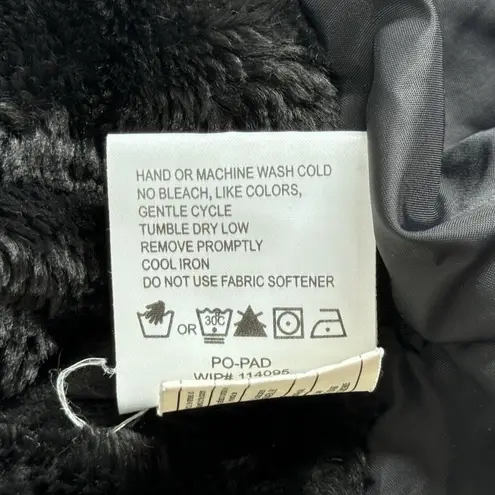 HAND OR MACHINE WASH COLD
NO BLEACH, LIKE COLORS,
GENTLE CYCLE
TUMBLE DRY LOW
REMOVE PROMPTLY
COOL IRON
DO NOT USE FABRIC SOFTENER
OR 30C
PO-PAD
WIP# 114095